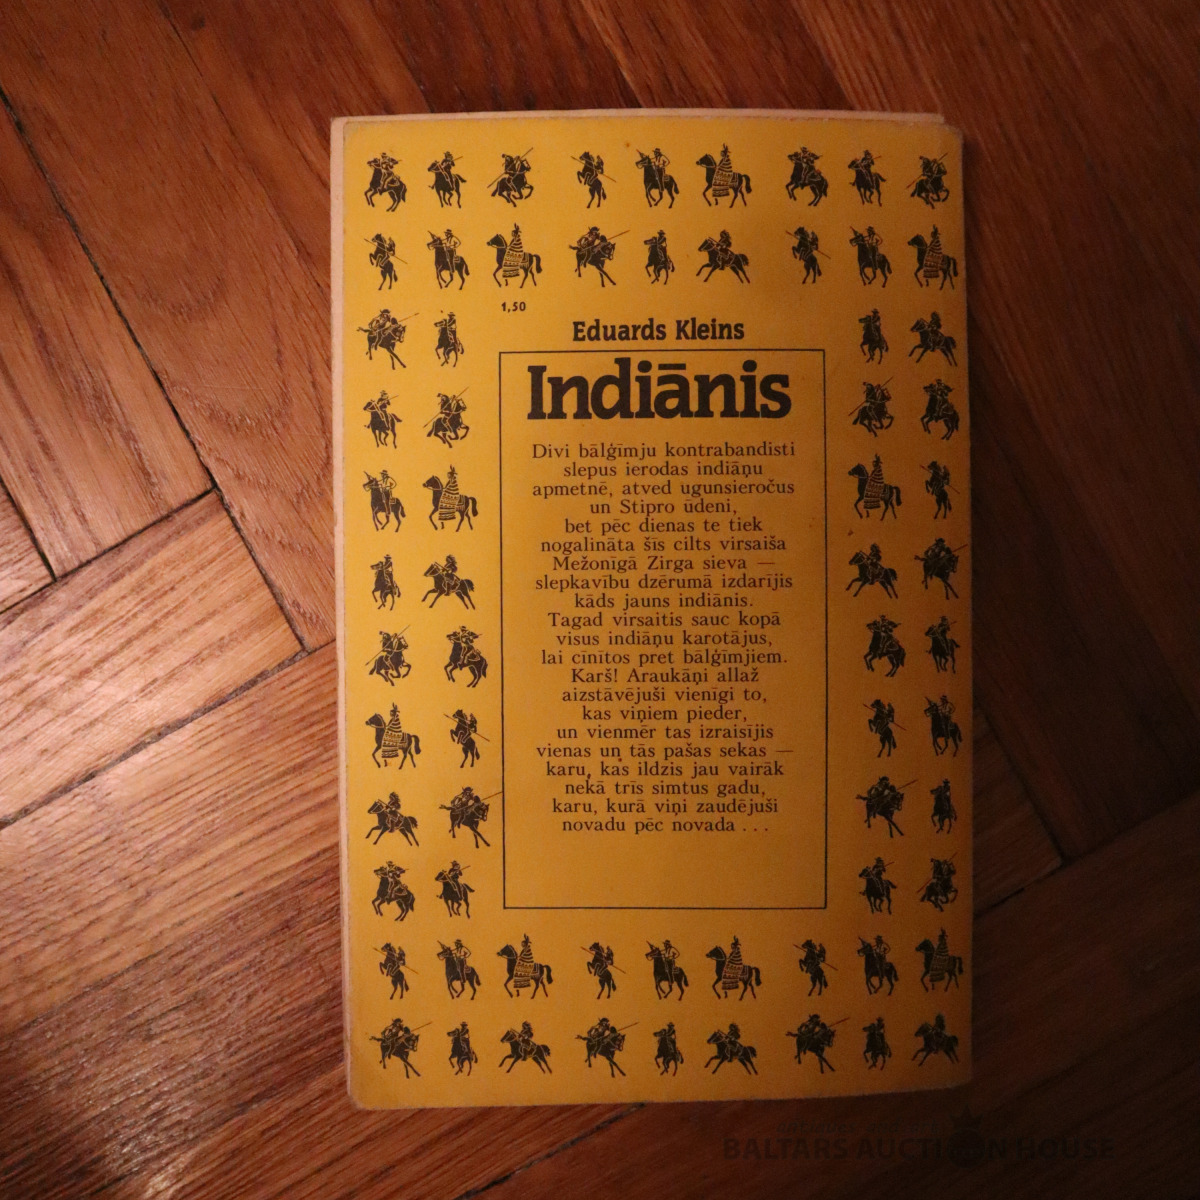 1,50
Eduards Kleins
Indiānis
Divi bālģīmju kontrabandisti
slepus ierodas indiāņu
apmetnē, atved ugunsieročus
un Stipro ūdeni,
bet pēc dienas te tiek
nogalināta šīs cilts virsaiša
Mežonīgā Zirga sieva —
slepkavību dzērumā izdarījis
kāds jauns indiānis.
Tagad virsaitis sauc kopā
visus indiāņu karotājus,
lai cīnītos pret bālģīmjiem.
Karš! Araukāņi allaž
aizstāvējuši vienīgi to,
kas viņiem pieder,
un vienmēr tas izraisījis
vienas un tās pašas sekas —
karu, kas ildzis jau vairāk
nekā trīs simtus gadu,
karu, kurā viņi zaudējuši
novadu pēc novada . . .
BALTARS AUCTION HOUSE